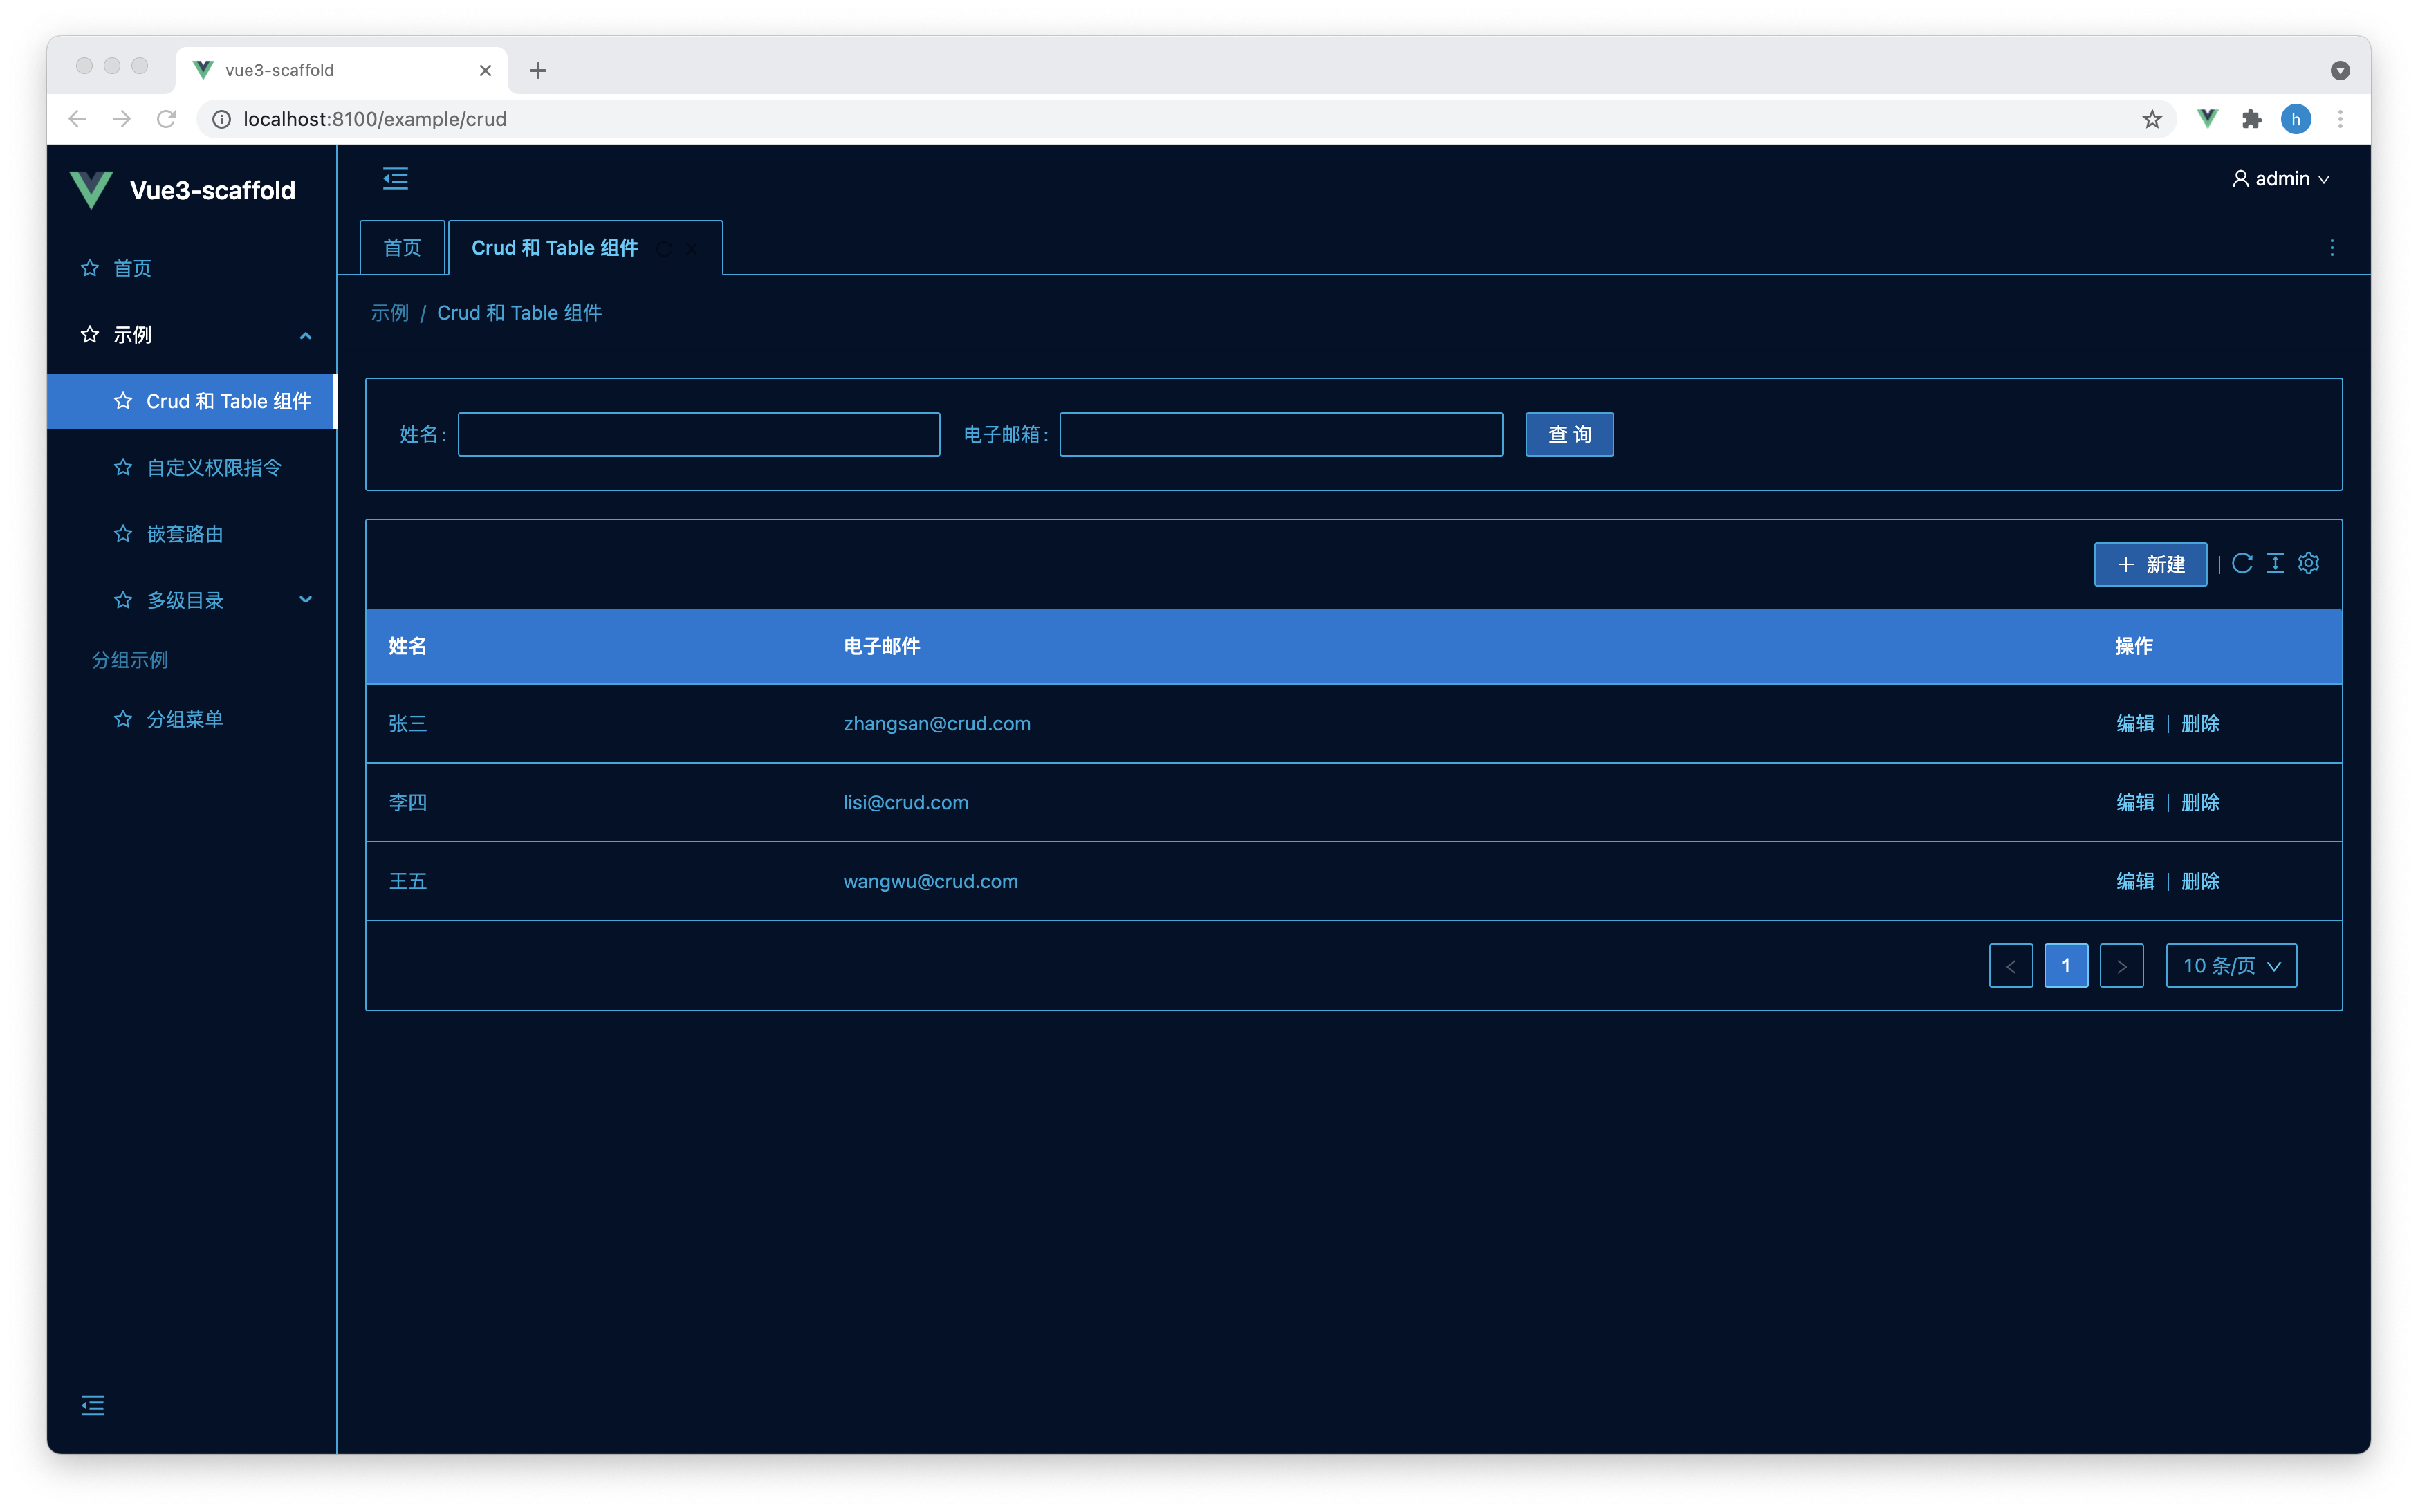 vue3-scaffold
localhost:8100/example/crud
h
Vue3-scaffold
admin
首页
Crud 和 Table 组件
示例 / Crud 和 Table 组件
首页
示例
Crud 和 Table 组件
自定义权限指令
嵌套路由
多级目录
分组示例
分组菜单
姓名:
电子邮箱:
查 询
新建
姓名 电子邮件 操作
张三 zhangsan@crud.com 编辑 | 删除
李四 lisi@crud.com 编辑 | 删除
王五 wangwu@crud.com 编辑 | 删除
1
10 条/页